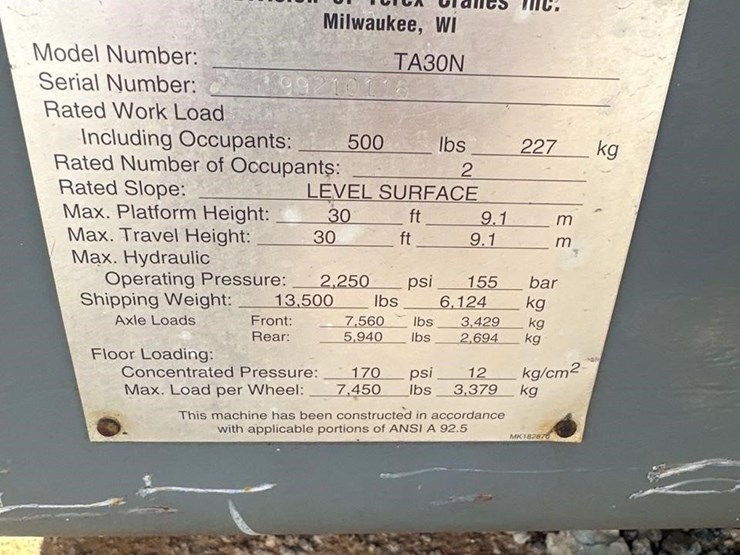 Terex Cranes Inc.
Milwaukee, WI
Model Number: TA30N
Serial Number:
Rated Work Load
Including Occupants: 500 lbs 227 kg
Rated Number of Occupants: 2
Rated Slope: LEVEL SURFACE
Max. Platform Height: 30 ft 9.1 m
Max. Travel Height: 30 ft 9.1 m
Max. Hydraulic
Operating Pressure: 2,250 psi 155 bar
Shipping Weight: 13,500 lbs 6,124 kg
Axle Loads Front: 7,560 lbs 3,429 kg
Rear: 5,940 lbs 2,694 kg
Floor Loading:
Concentrated Pressure: 170 psi 12 kg/cm2
Max. Load per Wheel: 7,450 lbs 3,379 kg
This machine has been constructed in accordance
with applicable portions of ANSI A 92.5